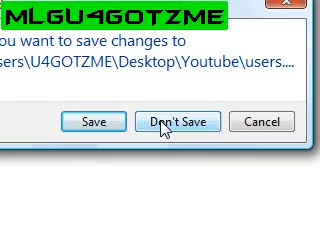 MLGU4GOTZME
ou want to save changes to
sers\U4GOTZME\Desktop\Youtube\users....
Save Don't Save Cancel